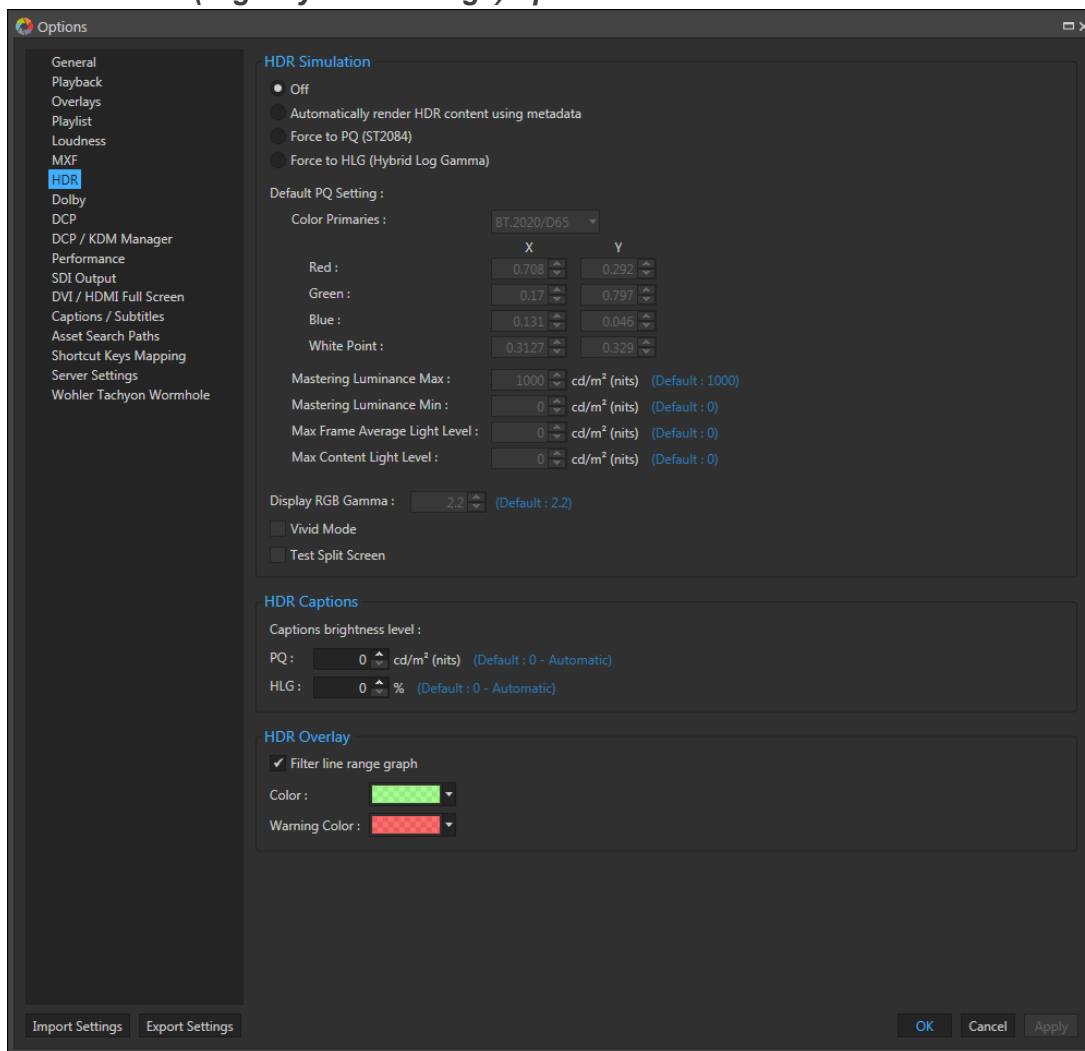 Options
General
Playback
Overlays
Playlist
Loudness
MXF
HDR
Dolby
DCP
DCP / KDM Manager
Performance
SDI Output
DVI / HDMI Full Screen
Captions / Subtitles
Asset Search Paths
Shortcut Keys Mapping
Server Settings
Wohler Tachyon Wormhole
HDR Simulation
Off
Automatically render HDR content using metadata
Force to PQ (ST2084)
Force to HLG (Hybrid Log Gamma)
Default PQ Setting :
Color Primaries : BT.2020/D65
X Y
Red : 0.708 0.292
Green : 0.17 0.797
Blue : 0.131 0.046
White Point : 0.3127 0.329
Mastering Luminance Max : 1000 cd/m² (nits) (Default : 1000)
Mastering Luminance Min : 0 cd/m² (nits) (Default : 0)
Max Frame Average Light Level : 0 cd/m² (nits) (Default : 0)
Max Content Light Level : 0 cd/m² (nits) (Default : 0)
Display RGB Gamma : 2.2 (Default : 2.2)
Vivid Mode
Test Split Screen
HDR Captions
Captions brightness level :
PQ : 0 cd/m² (nits) (Default : 0 - Automatic)
HLG : 0 % (Default : 0 - Automatic)
HDR Overlay
Filter line range graph
Color :
Warning Color :
Import Settings Export Settings OK Cancel Apply